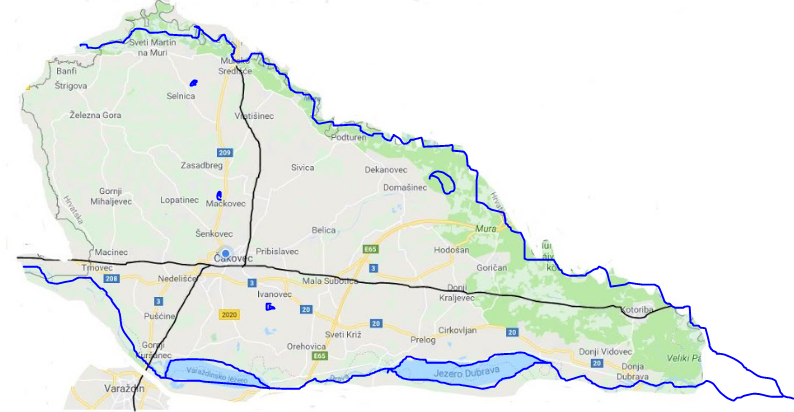 Sveti Martin
na Muri
Mursko
Središće
Banfi
Štrigova
Selnica
Železna Gora
Vratišinec
Podturen
209
Zasadbreg
Sivica
Dekanovec
Domašinec
Gornji
Mihaljevec
Lopatinec
Mačkovec
Hrvatska
Šenkovec
Belica
Mura
Macinec
Čakovec
Pribislavec
E65
3
Hodošan
Trnovec
208
Nedelišće
3
Mala Subotica
Goričan
Ivanovec
Donji
Kraljevec
3
20
Kotoriba
Pušćine
2020
20
Sveti Križ
Cirkovljan
20
Gornji
Kuršanec
Orehovica
Prelog
E65
Donji Vidovec
20
Donja
Dubrava
Varaždinsko jezero
Jezero Dubrava
Varaždin